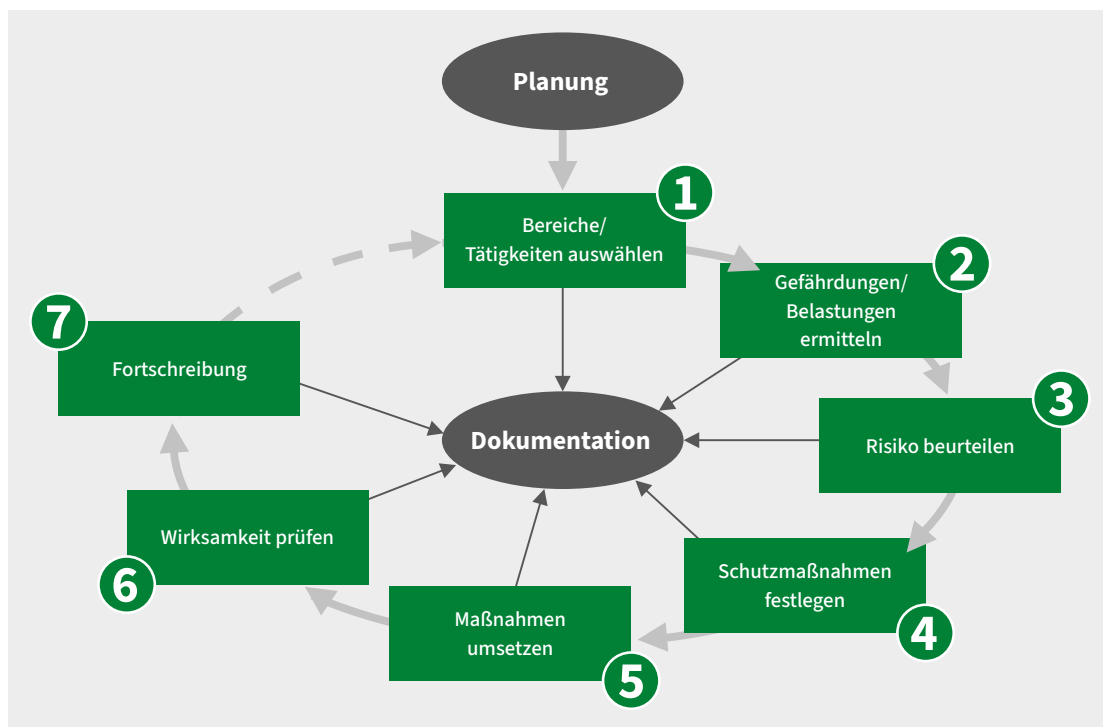 Planung
1
Bereiche/
Tätigkeiten auswählen
2
Gefährdungen/
Belastungen
ermitteln
3
Risiko beurteilen
4
Schutzmaßnahmen
festlegen
5
Maßnahmen
umsetzen
6
Wirksamkeit prüfen
7
Fortschreibung
Dokumentation